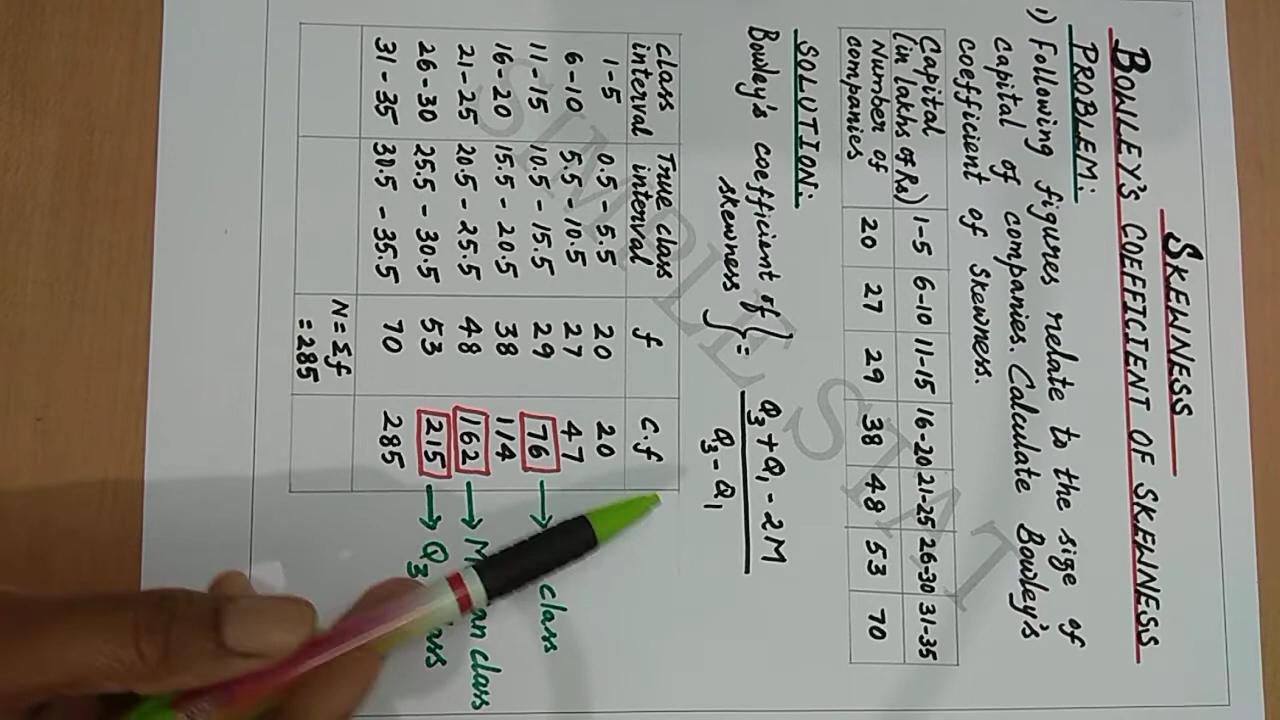 SKEWNESS
BOWLEY'S COEFFICIENT OF SKEWNESS
PROBLEM:
1) Following figures relate to the size of
capital of companies. Calculate Bowley's
coefficient of skewness.
Capital (in lakhs of Rs) 1-5 6-10 11-15 16-20 21-25 26-30 31-35
Number of companies 20 27 29 38 48 53 70
SOLUTION:
Bowley's coefficient of skewness } = Q3 + Q1 - 2M / Q3 - Q1
class interval True class interval f c.f
1-5 0.5-5.5 20 20
6-10 5.5-10.5 27 47
11-15 10.5-15.5 29 76 → class
16-20 15.5-20.5 38 114
21-25 20.5-25.5 48 162 → class
26-30 25.5-30.5 53 215 → Q3
31-35 30.5-35.5 70 285
N=Σf
=285
SIMPLE STAT